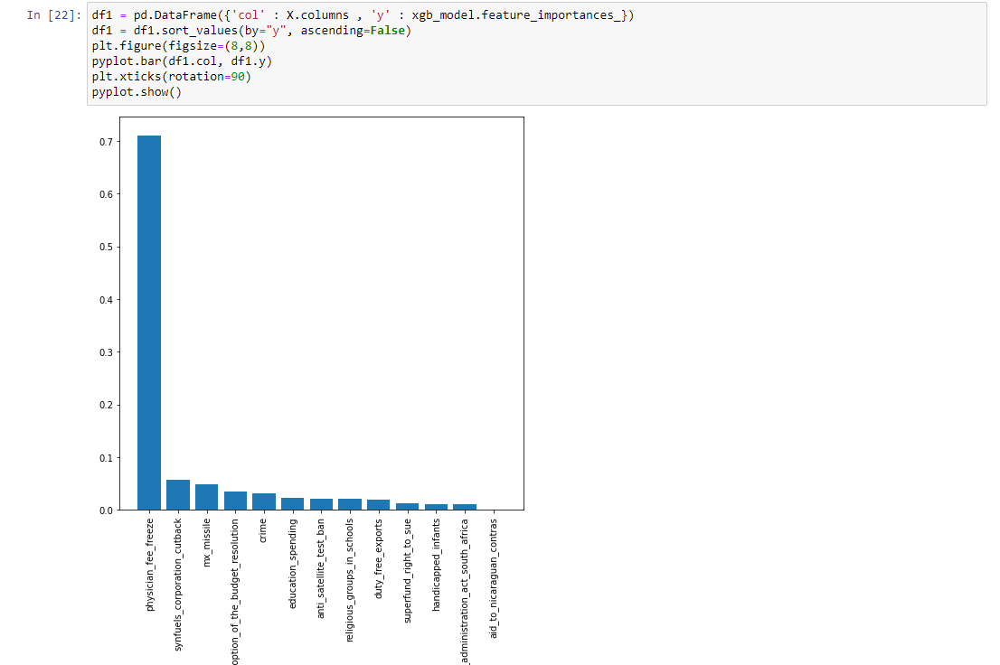 In [22]:
df1 = pd.DataFrame({'col' : X.columns , 'y' : xgb_model.feature_importances_})
df1 = df1.sort_values(by="y", ascending=False)
plt.figure(figsize=(8,8))
pyplot.bar(df1.col, df1.y)
plt.xticks(rotation=90)
pyplot.show()
0.7
0.6
0.5
0.4
0.3
0.2
0.1
0.0
physician_fee_freeze
synfuels_corporation_cutback
mx_missile
option_of_the_budget_resolution
crime
education_spending
anti_satellite_test_ban
religious_groups_in_schools
duty_free_exports
superfund_right_to_sue
handicapped_infants
_administration_act_south_africa
aid_to_nicaraguan_contras